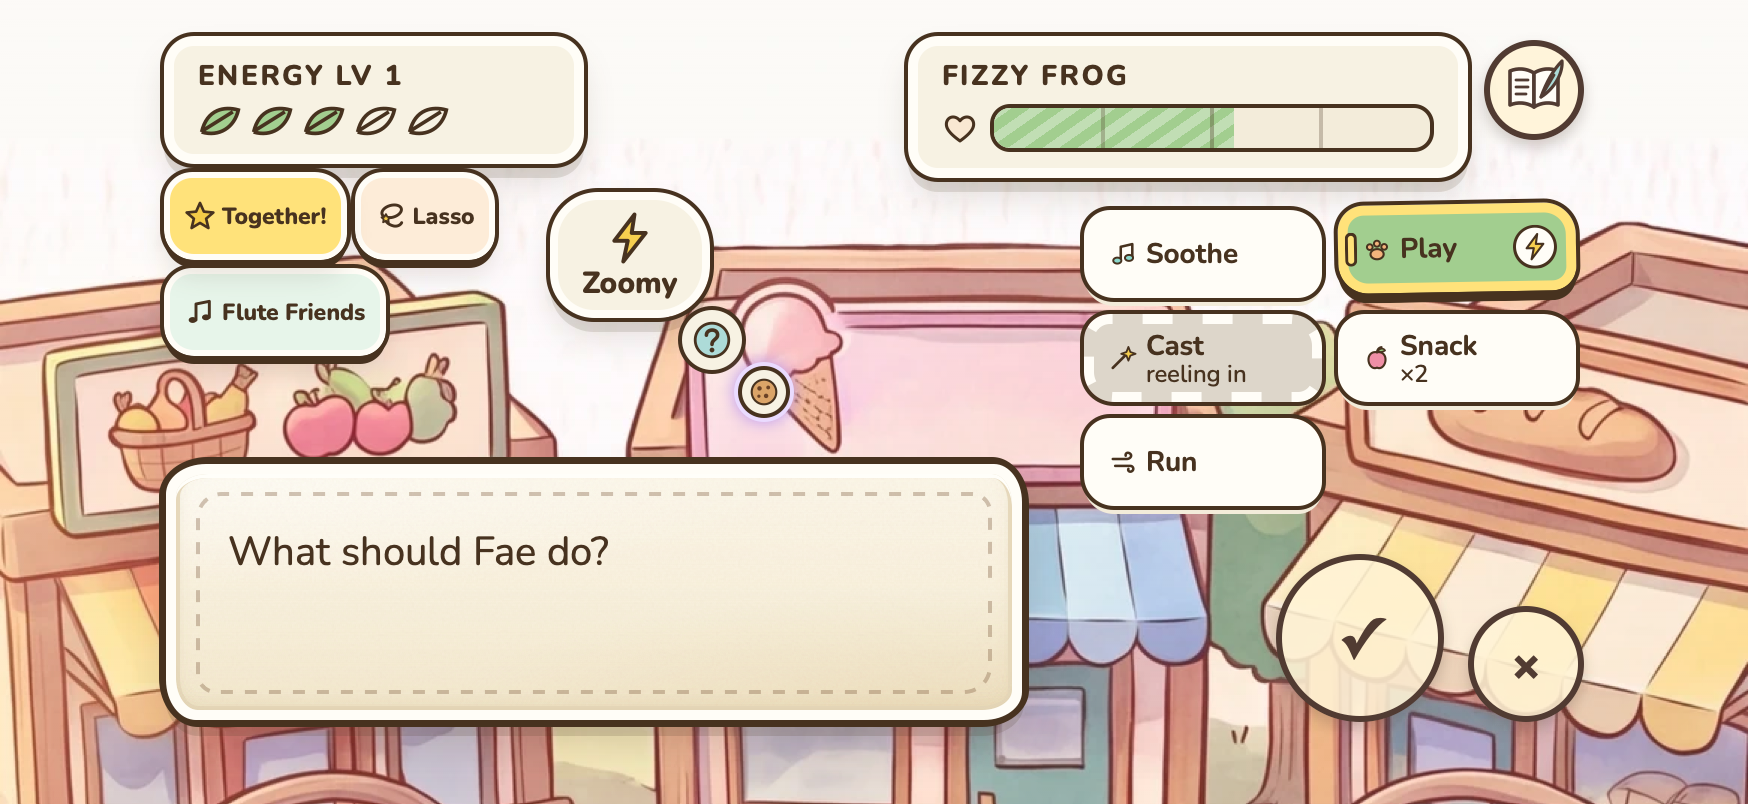 ENERGY LV 1
FIZZY FROG
Together!
Lasso
Flute Friends
Zoomy
?
Soothe
Play
Cast
reeling in
Snack
×2
Run
What should Fae do?